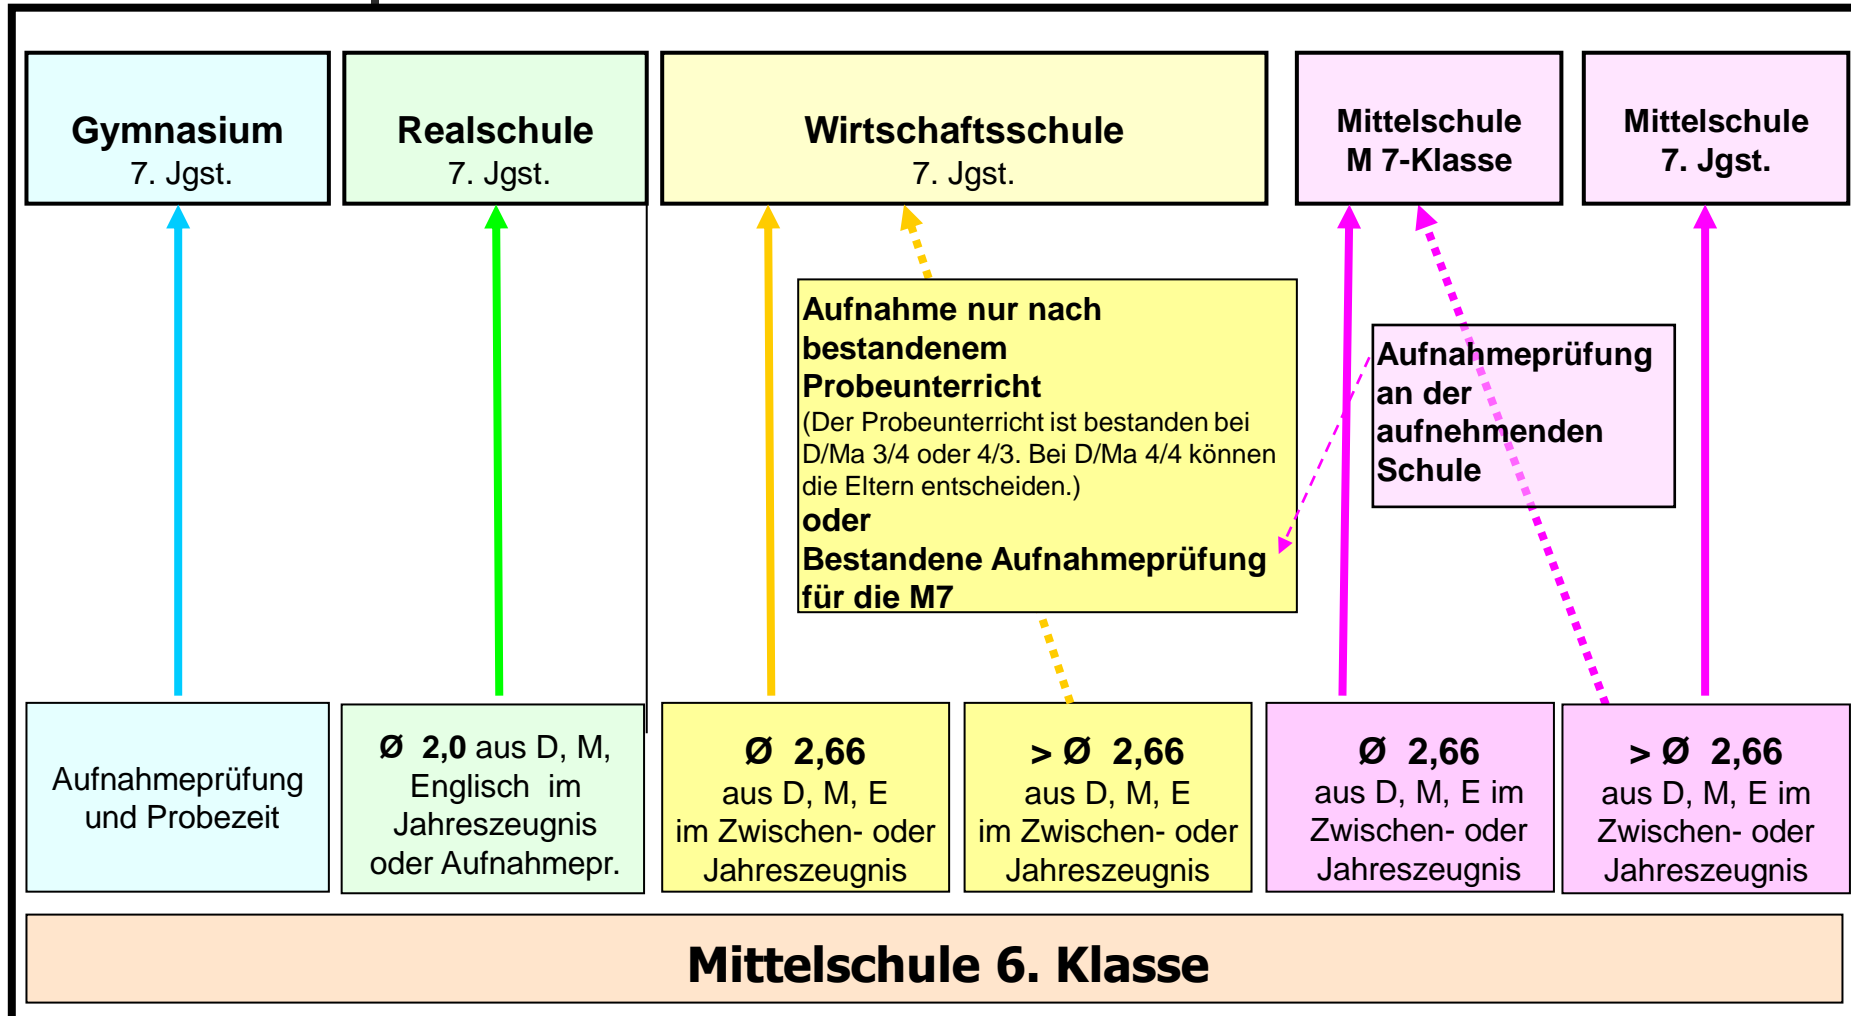 Gymnasium
7. Jgst.
Realschule
7. Jgst.
Wirtschaftsschule
7. Jgst.
Mittelschule
M 7-Klasse
Mittelschule
7. Jgst.
Aufnahme nur nach
bestandenem
Probeunterricht
(Der Probeunterricht ist bestanden bei
D/Ma 3/4 oder 4/3. Bei D/Ma 4/4 können
die Eltern entscheiden.)
oder
Bestandene Aufnahmeprüfung
für die M7
Aufnahmeprüfung
an der
aufnehmenden
Schule
Aufnahmeprüfung
und Probezeit
Ø 2,0 aus D, M,
Englisch im
Jahreszeugnis
oder Aufnahmepr.
Ø 2,66
aus D, M, E
im Zwischen- oder
Jahreszeugnis
> Ø 2,66
aus D, M, E
im Zwischen- oder
Jahreszeugnis
Ø 2,66
aus D, M, E im
Zwischen- oder
Jahreszeugnis
> Ø 2,66
aus D, M, E im
Zwischen- oder
Jahreszeugnis
Mittelschule 6. Klasse